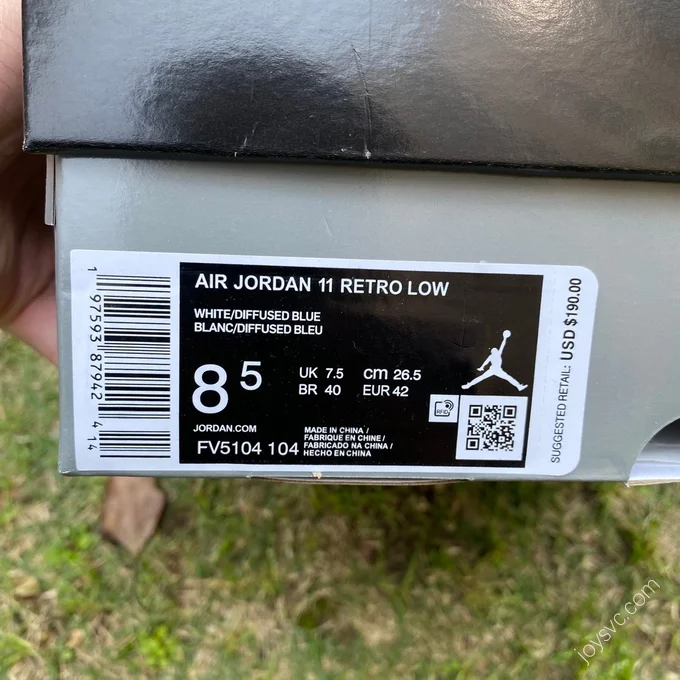 AIR JORDAN 11 RETRO LOW
WHITE/DIFFUSED BLUE
BLANC/DIFFUSED BLEU
8 5
UK 7.5 cm 26.5
BR 40 EUR 42
JORDAN.COM
FV5104 104
MADE IN CHINA /
FABRIQUE EN CHINE /
FABRICADO NA CHINA /
HECHO EN CHINA
RFID
SUGGESTED RETAIL: USD $190.00
1 97593 87942 4 14
joysvc.com